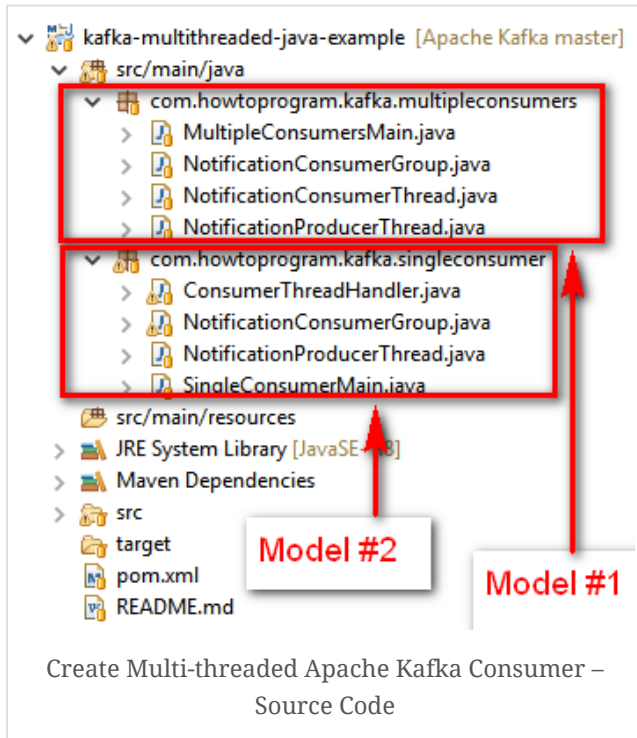 kafka-multithreaded-java-example [Apache Kafka master]
src/main/java
com.howtoprogram.kafka.multipleconsumers
MultipleConsumersMain.java
NotificationConsumerGroup.java
NotificationConsumerThread.java
NotificationProducerThread.java
com.howtoprogram.kafka.singleconsumer
ConsumerThreadHandler.java
NotificationConsumerGroup.java
NotificationProducerThread.java
SingleConsumerMain.java
src/main/resources
JRE System Library
Maven Dependencies
src
target
pom.xml
README.md
Model #2
Model #1
Create Multi-threaded Apache Kafka Consumer –
Source Code